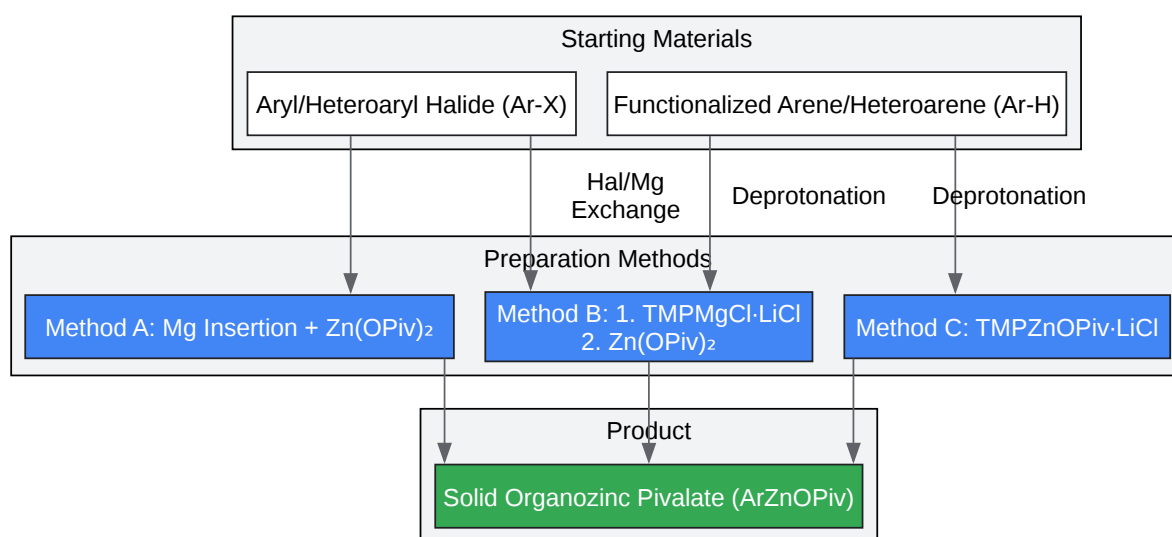 Starting Materials
Aryl/Heteroaryl Halide (Ar-X)
Functionalized Arene/Heteroarene (Ar-H)
Hal/Mg
Exchange
Deprotonation
Deprotonation
Preparation Methods
Method A: Mg Insertion + Zn(OPiv)₂
Method B: 1. TMPMgCl·LiCl
2. Zn(OPiv)₂
Method C: TMPZnOPiv·LiCl
Product
Solid Organozinc Pivalate (ArZnOPiv)